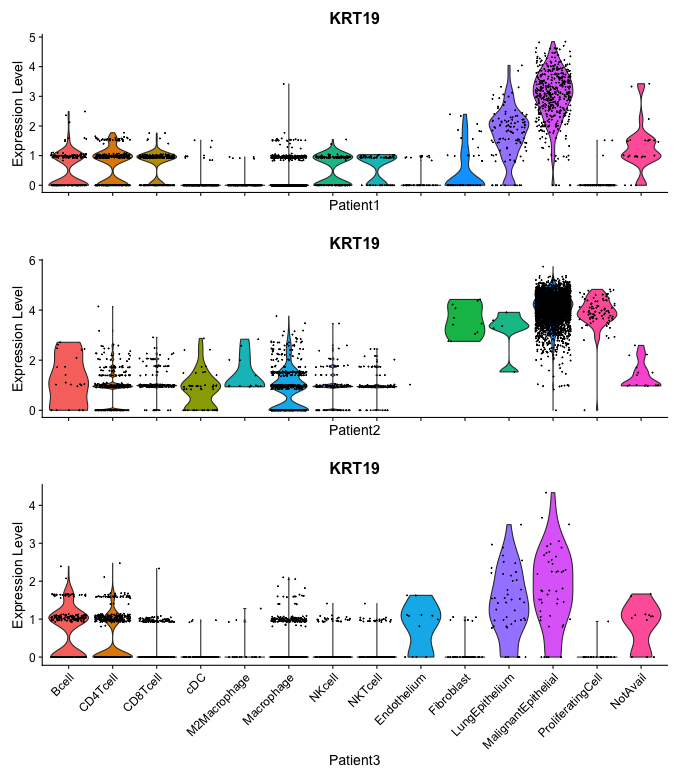 KRT19
Expression Level
5
4
3
2
1
0
Patient1
KRT19
Expression Level
6
4
2
0
Patient2
KRT19
Expression Level
4
3
2
1
0
Bcell
CD4Tcell
CD8Tcell
cDC
M2Macrophage
Macrophage
NKcell
NKTcell
Endothelium
Fibroblast
LungEpithelium
MalignantEpithelial
ProliferatingCell
NotAvail
Patient3